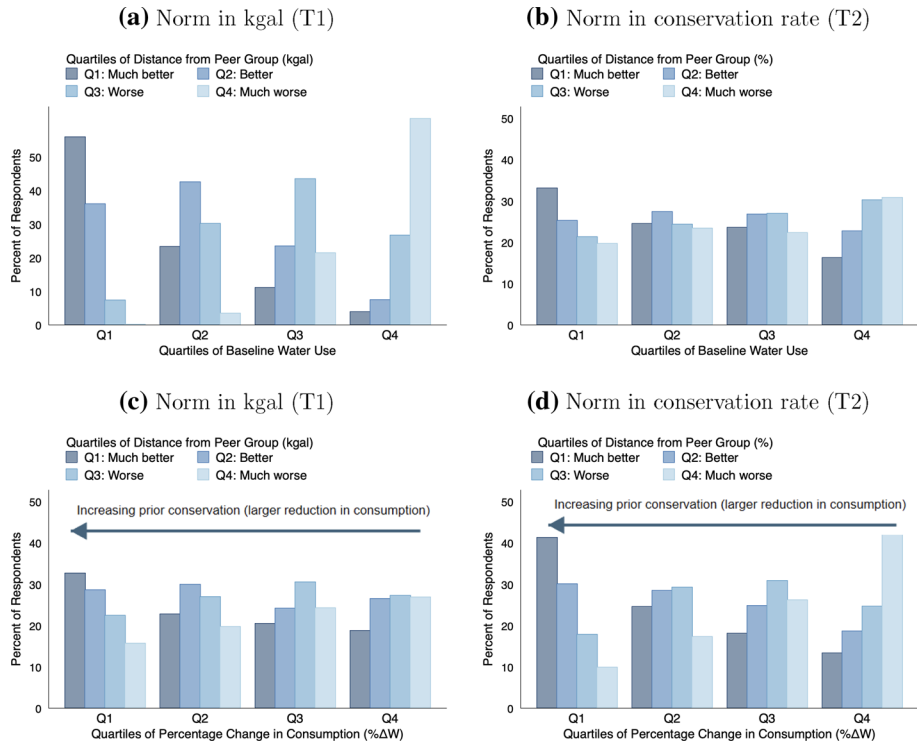 (a) Norm in kgal (T1)
Quartiles of Distance from Peer Group (kgal)
Q1: Much better Q2: Better
Q3: Worse Q4: Much worse
Percent of Respondents
50
40
30
20
10
0
Q1 Q2 Q3 Q4
Quartiles of Baseline Water Use
(b) Norm in conservation rate (T2)
Quartiles of Distance from Peer Group (%)
Q1: Much better Q2: Better
Q3: Worse Q4: Much worse
Percent of Respondents
50
40
30
20
10
0
Q1 Q2 Q3 Q4
Quartiles of Baseline Water Use
(c) Norm in kgal (T1)
Quartiles of Distance from Peer Group (kgal)
Q1: Much better Q2: Better
Q3: Worse Q4: Much worse
Increasing prior conservation (larger reduction in consumption)
Percent of Respondents
50
40
30
20
10
0
Q1 Q2 Q3 Q4
Quartiles of Percentage Change in Consumption (%ΔW)
(d) Norm in conservation rate (T2)
Quartiles of Distance from Peer Group (%)
Q1: Much better Q2: Better
Q3: Worse Q4: Much worse
Increasing prior conservation (larger reduction in consumption)
Percent of Respondents
50
40
30
20
10
0
Q1 Q2 Q3 Q4
Quartiles of Percentage Change in Consumption (%ΔW)